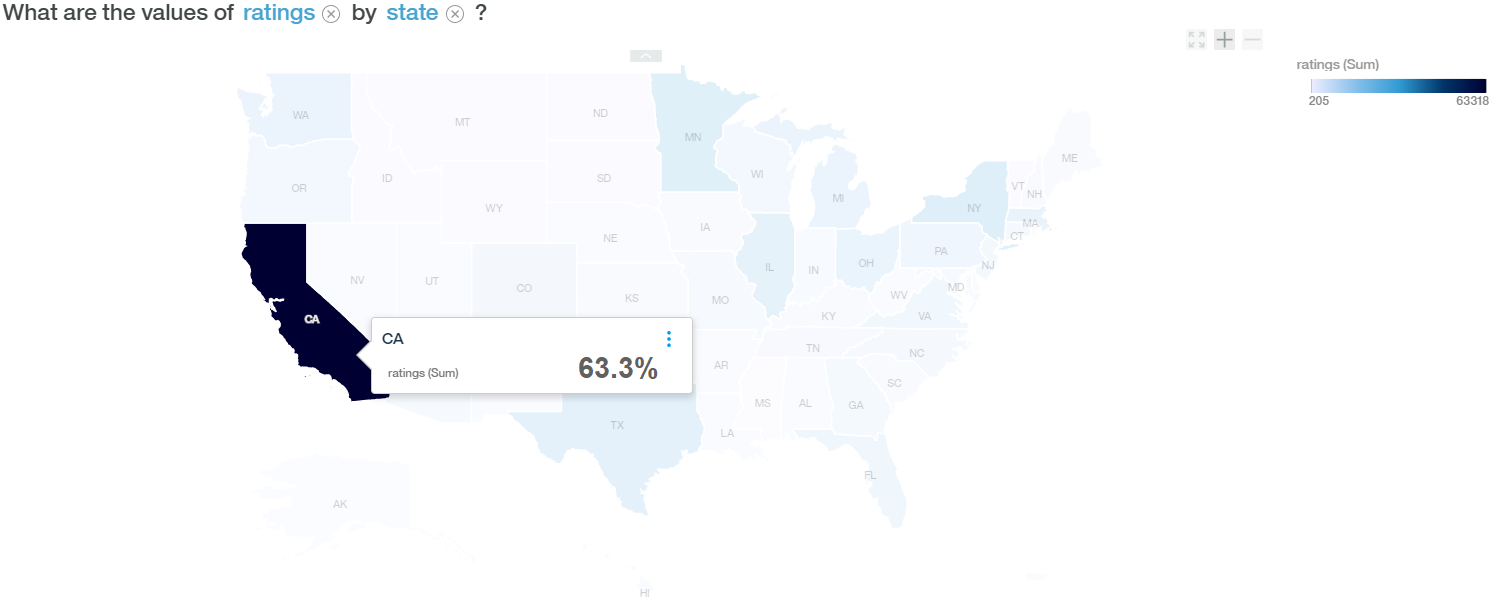 What are the values of ratings by state ?
ratings (Sum)
205 63318
WA
MT
ND
MN
OR
ID
WY
SD
WI
MI
NY
VT
NH
ME
MA
CT
NV
UT
CO
NE
IA
KS
MO
IL
IN
OH
PA
NJ
MD
WV
VA
KY
TN
NC
SC
AR
MS
AL
GA
LA
TX
FL
CA
CA
ratings (Sum) 63.3%
AK
HI